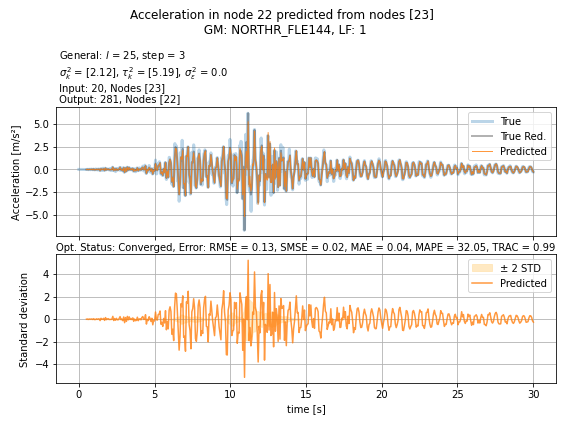 Acceleration in node 22 predicted from nodes [23]
GM: NORTHR_FLE144, LF: 1
General: l = 25, step = 3
σ²ₖ = [2.12], τ²ₖ = [5.19], σ²ε = 0.0
Input: 20, Nodes [23]
Output: 281, Nodes [22]
Acceleration [m/s²]
5.0
2.5
0.0
−2.5
−5.0
True
True Red.
Predicted
Opt. Status: Converged, Error: RMSE = 0.13, SMSE = 0.02, MAE = 0.04, MAPE = 32.05, TRAC = 0.99
Standard deviation
4
2
0
−2
−4
± 2 STD
Predicted
0 5 10 15 20 25 30
time [s]